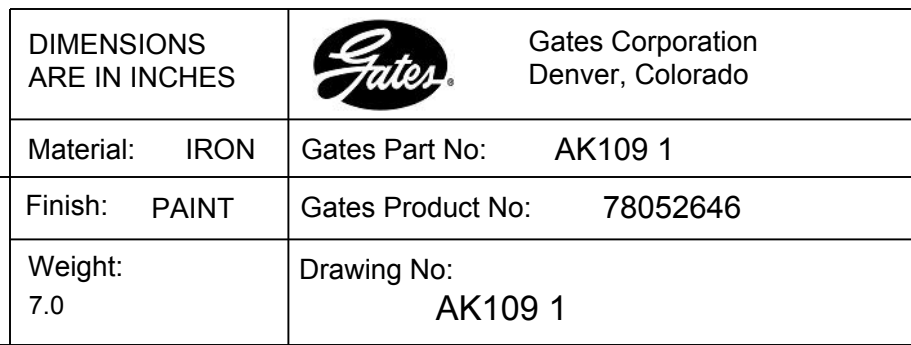 DIMENSIONS
ARE IN INCHES
Gates®
Gates Corporation
Denver, Colorado
Material: IRON
Gates Part No: AK109 1
Finish: PAINT
Gates Product No: 78052646
Weight:
7.0
Drawing No:
AK109 1